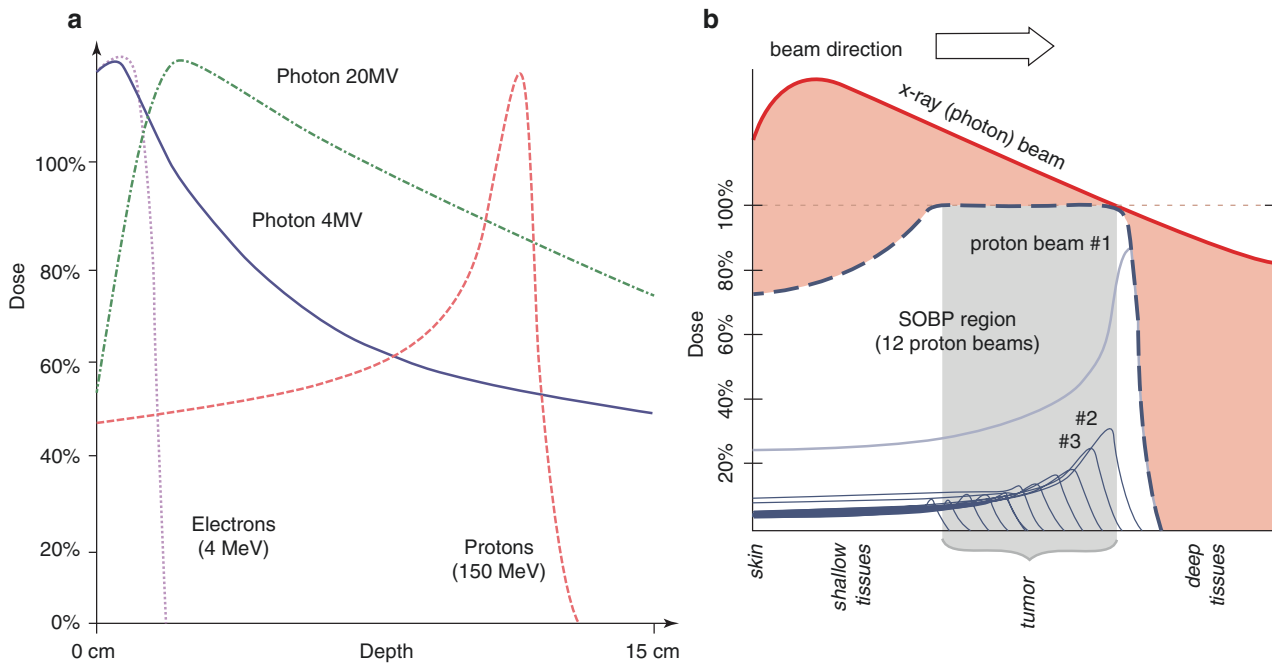 a
Photon 20MV
100%
Photon 4MV
80%
Dose
60%
40%
Electrons
(4 MeV)
Protons
(150 MeV)
20%
0%
0 cm
Depth
15 cm
b
beam direction
x-ray (photon) beam
100%
proton beam #1
80%
SOBP region
(12 proton beams)
Dose
60%
40%
#2
#3
20%
skin
shallow
tissues
tumor
deep
tissues